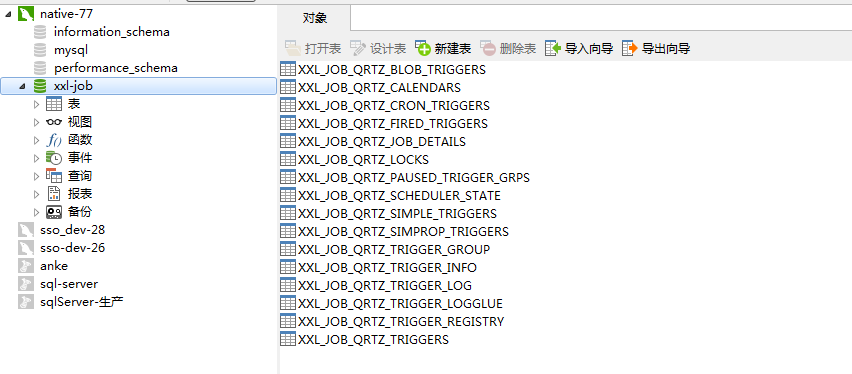 native-77
information_schema
mysql
performance_schema
xxl-job
表
视图
函数
事件
查询
报表
备份
sso_dev-28
sso-dev-26
anke
sql-server
sqlServer-生产
对象
打开表 设计表 新建表 删除表 导入向导 导出向导
XXL_JOB_QRTZ_BLOB_TRIGGERS
XXL_JOB_QRTZ_CALENDARS
XXL_JOB_QRTZ_CRON_TRIGGERS
XXL_JOB_QRTZ_FIRED_TRIGGERS
XXL_JOB_QRTZ_JOB_DETAILS
XXL_JOB_QRTZ_LOCKS
XXL_JOB_QRTZ_PAUSED_TRIGGER_GRPS
XXL_JOB_QRTZ_SCHEDULER_STATE
XXL_JOB_QRTZ_SIMPLE_TRIGGERS
XXL_JOB_QRTZ_SIMPROP_TRIGGERS
XXL_JOB_QRTZ_TRIGGER_GROUP
XXL_JOB_QRTZ_TRIGGER_INFO
XXL_JOB_QRTZ_TRIGGER_LOG
XXL_JOB_QRTZ_TRIGGER_LOGGLUE
XXL_JOB_QRTZ_TRIGGER_REGISTRY
XXL_JOB_QRTZ_TRIGGERS